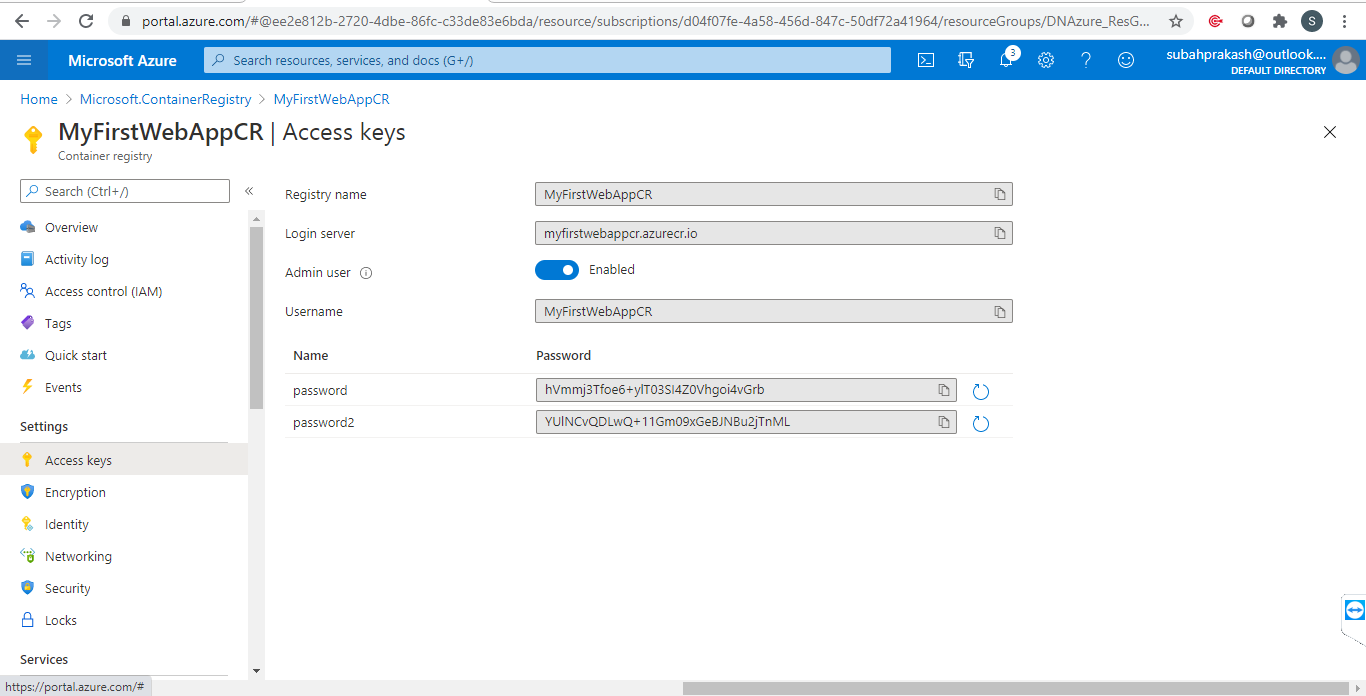 portal.azure.com/#@ee2e812b-2720-4dbe-86fc-c33de83e6bda/resource/subscriptions/d04f07fe-4a58-456d-847c-50df72a41964/resourceGroups/DNAzure_ResG...
S
Microsoft Azure
Search resources, services, and docs (G+/)
3
subahprakash@outlook....
DEFAULT DIRECTORY
Home > Microsoft.ContainerRegistry > MyFirstWebAppCR
MyFirstWebAppCR | Access keys
Container registry
Search (Ctrl+/)
«
Overview
Activity log
Access control (IAM)
Tags
Quick start
Events
Settings
Access keys
Encryption
Identity
Networking
Security
Locks
Services
Registry name MyFirstWebAppCR
Login server myfirstwebappcr.azurecr.io
Admin user Enabled
Username MyFirstWebAppCR
Name Password
password hVmmj3Tfoe6+ylT03SI4Z0Vhgoi4vGrb
password2 YUlNCvQDLwQ+11Gm09xGeBJNBu2jTnML
https://portal.azure.com/#